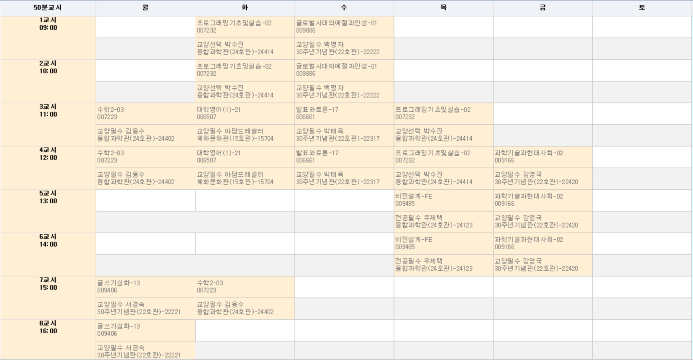 50분교시 월 화 수 목 금 토
1교시 프로그래밍기초및실습-02 글로벌시대의예절과인성-01
09:00 007232 009886
교양선택 박수진 교양필수 백명자
융합과학관(24호관)-24414 30주년기념관(22호관)-22222
2교시 프로그래밍기초및실습-02 글로벌시대의예절과인성-01
10:00 007232 009886
교양선택 박수진 교양필수 백명자
융합과학관(24호관)-24414 30주년기념관(22호관)-22222
3교시 수학2-03 대학영어(1)-21 발표와토론-17 프로그래밍기초및실습-02
11:00 007223 006507 006661 007232
교양필수 김용수 교양필수 아담드레슬러 교양필수 박태옥 교양선택 박수진
융합과학관(24호관)-24402 혜화문화관(15호관)-15704 30주년기념관(22호관)-22317 융합과학관(24호관)-24414
4교시 수학2-03 대학영어(1)-21 발표와토론-17 프로그래밍기초및실습-02 과학기술과현대사회-02
12:00 007223 006507 006661 007232 009166
교양필수 김용수 교양필수 아담드레슬러 교양필수 박태옥 교양선택 박수진 교양필수 강영국
융합과학관(24호관)-24402 혜화문화관(15호관)-15704 30주년기념관(22호관)-22317 융합과학관(24호관)-24414 30주년기념관(22호관)-22420
5교시 비전설계-FE 과학기술과현대사회-02
13:00 009485 009166
전공필수 우제택 교양필수 강영국
융합과학관(24호관)-24123 30주년기념관(22호관)-22420
6교시 비전설계-FE 과학기술과현대사회-02
14:00 009485 009166
전공필수 우제택 교양필수 강영국
융합과학관(24호관)-24123 30주년기념관(22호관)-22420
7교시 글쓰기심화-13 수학2-03
15:00 009406 007223
교양필수 서경숙 교양필수 김용수
30주년기념관(22호관)-22221 융합과학관(24호관)-24402
8교시 글쓰기심화-13
16:00 009406
교양필수 서경숙
30주년기념관(22호관)-22221